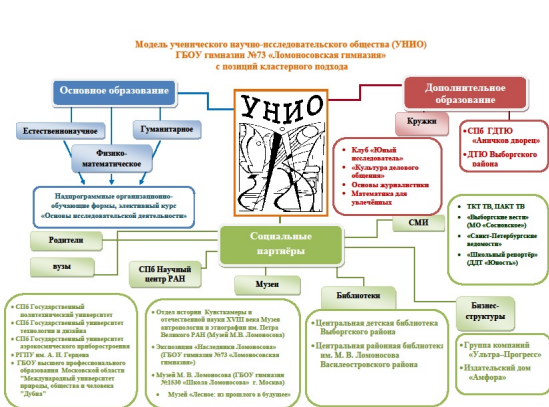 Модель ученического научно-исследовательского общества (УНИО)
ГБОУ гимназии №73 «Ломоносовская гимназия»
с позиций кластерного подхода
Основное образование
УНИО
Дополнительное
образование
Естественнонаучное
Гуманитарное
Физико-
математическое
Кружки
• СПб ГДТЮ
«Аничков дворец»
• ДТЮ Выборгского
района
• Клуб «Юный
исследователь»
• «Культура делового
общения»
• Основы журналистики
• Математика для
увлечённых
Надпрограммные организационно-
обучающие формы, элективный курс
«Основы исследовательской деятельности»
• ТКТ ТВ, ПАКТ ТВ
• «Выборгские вести»
(МО «Сосновское»)
• «Санкт-Петербургские
ведомости»
• «Школьный репортёр»
(ДДТ «Юность»)
СМИ
Социальные
партнёры
Родители
вузы
СПб Научный
центр РАН
Музеи
Библиотеки
Бизнес-
структуры
• СПб Государственный
политехнический университет
• СПб Государственный университет
технологии и дизайна
• СПб Государственный университет
аэрокосмического приборостроения
• РГПУ им. А. И. Герцена
• ГБОУ высшего профессионального
образования Московской области
"Международный университет
природы, общества и человека
"Дубна"
• Отдел истории Кунсткамеры и
отечественной науки XVIII века Музея
антропологии и этнографии им. Петра
Великого РАН (Музей М.В. Ломоносова)
• Экспозиция «Наследники Ломоносова»
(ГБОУ гимназия №73 «Ломоносовская
гимназия»)
• Музей М. В. Ломоносова (ГБОУ гимназия
№1530 «Школа Ломоносова» г. Москва)
• Музей «Лесное: из прошлого в будущее»
• Центральная детская библиотека
Выборгского района
• Центральная районная библиотека
им. М. В. Ломоносова
Василеостровского района
• Группа компаний
«Ультра–Прогресс»
• Издательский дом
«Амфора»